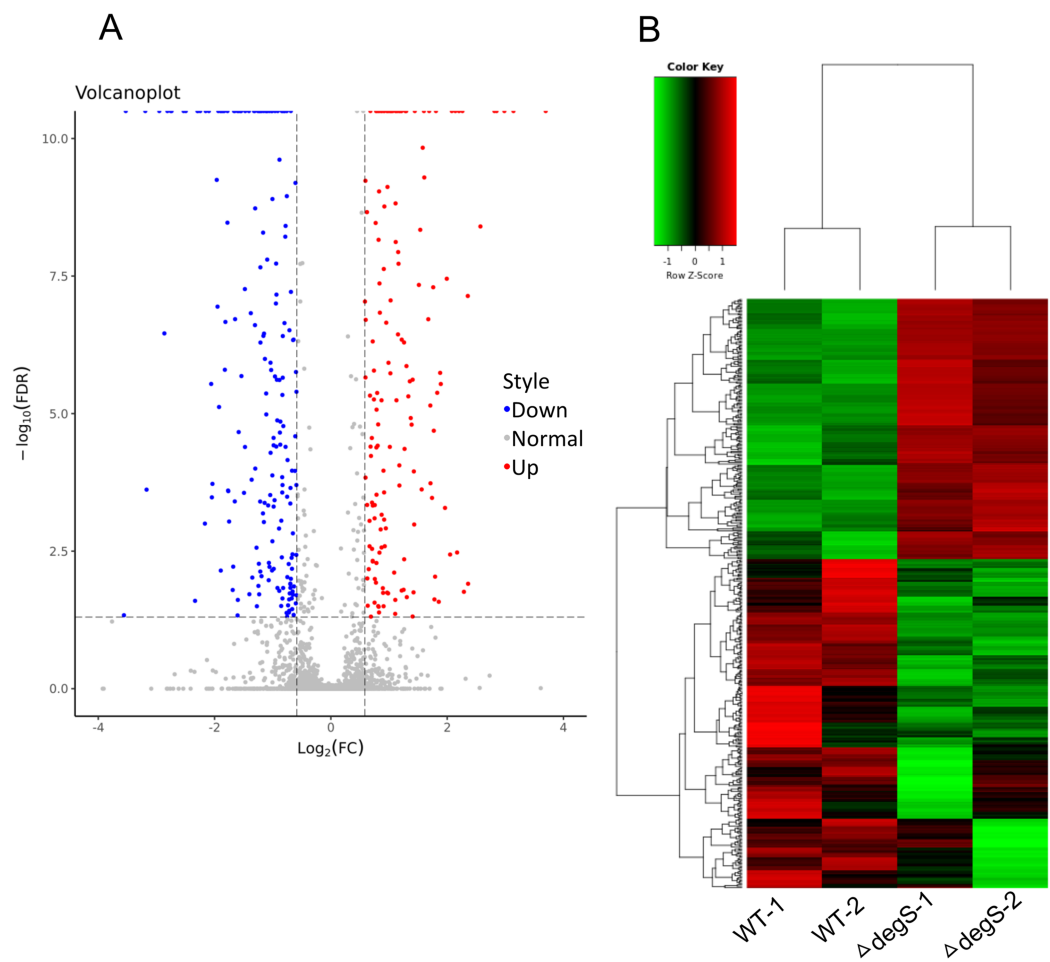 A
Volcanoplot
10.0
7.5
5.0
2.5
0.0
− log10(FDR)
-4
-2
0
2
4
Log2(FC)
Style
Down
Normal
Up
B
Color Key
-1 0 1
Row Z-Score
WT-1
WT-2
ΔdegS-1
ΔdegS-2